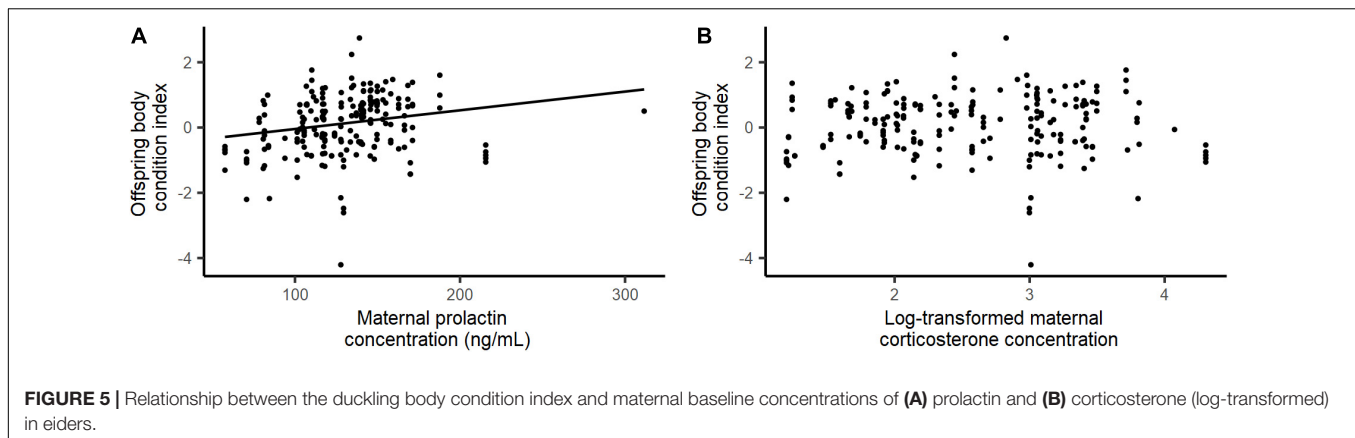 A
B
Offspring body
condition index
2
0
-2
-4
100
200
300
Maternal prolactin
concentration (ng/mL)
Offspring body
condition index
2
0
-2
-4
2
3
4
Log-transformed maternal
corticosterone concentration
FIGURE 5 | Relationship between the duckling body condition index and maternal baseline concentrations of (A) prolactin and (B) corticosterone (log-transformed)
in eiders.